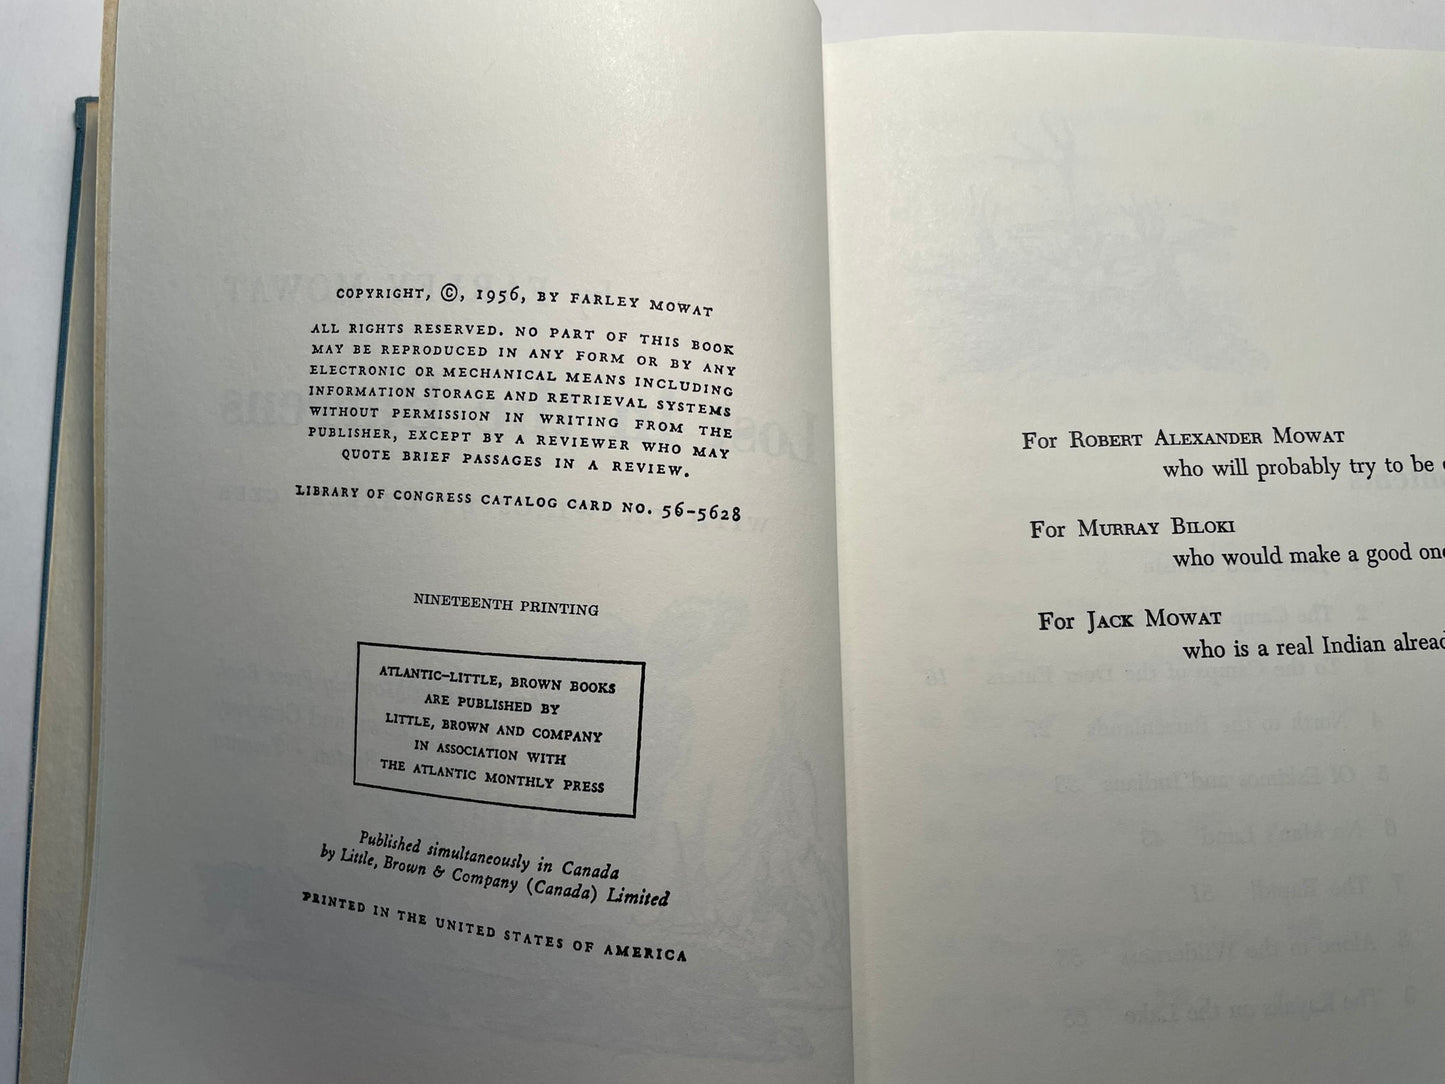 COPYRIGHT, ©, 1956, BY FARLEY MOWAT
ALL RIGHTS RESERVED. NO PART OF THIS BOOK
MAY BE REPRODUCED IN ANY FORM OR BY ANY
ELECTRONIC OR MECHANICAL MEANS INCLUDING
INFORMATION STORAGE AND RETRIEVAL SYSTEMS
WITHOUT PERMISSION IN WRITING FROM THE
PUBLISHER, EXCEPT BY A REVIEWER WHO MAY
QUOTE BRIEF PASSAGES IN A REVIEW.
LIBRARY OF CONGRESS CATALOG CARD NO. 56-5628
NINETEENTH PRINTING
ATLANTIC–LITTLE, BROWN BOOKS
ARE PUBLISHED BY
LITTLE, BROWN AND COMPANY
IN ASSOCIATION WITH
THE ATLANTIC MONTHLY PRESS
Published simultaneously in Canada
by Little, Brown & Company (Canada) Limited
PRINTED IN THE UNITED STATES OF AMERICA
For ROBERT ALEXANDER MOWAT
who will probably try to be
For MURRAY BILOKI
who would make a good one
For JACK MOWAT
who is a real Indian alread